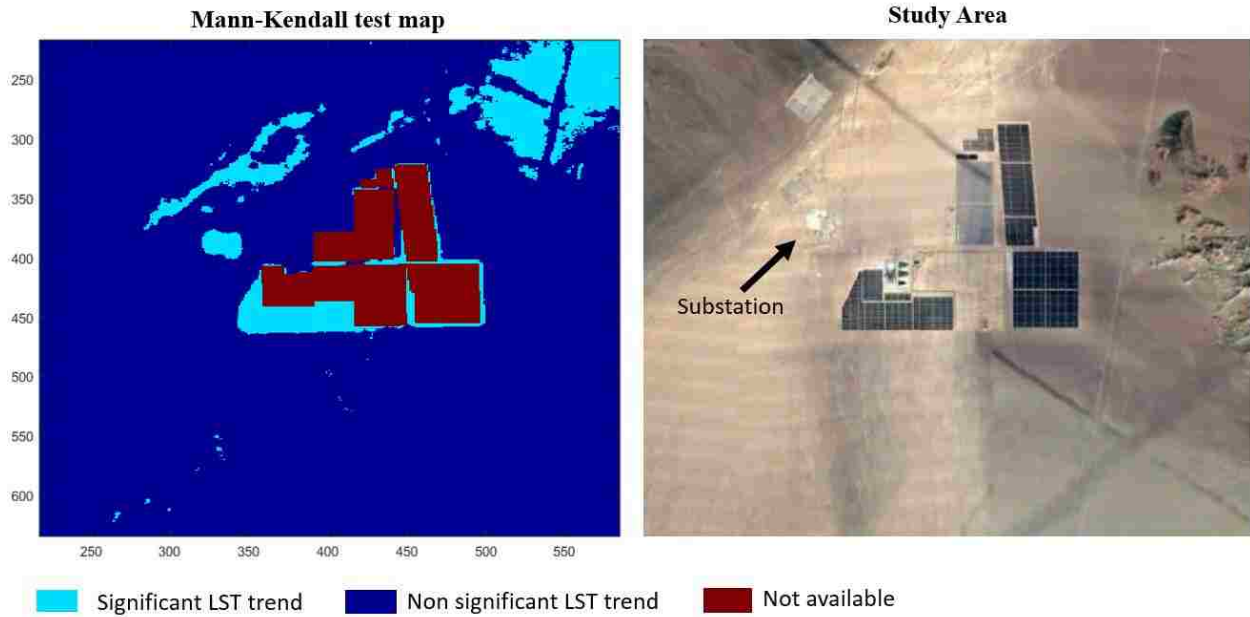 Mann-Kendall test map
Study Area
250
300
350
400
450
500
550
600
250
300
350
400
450
500
550
Substation
Significant LST trend
Non significant LST trend
Not available